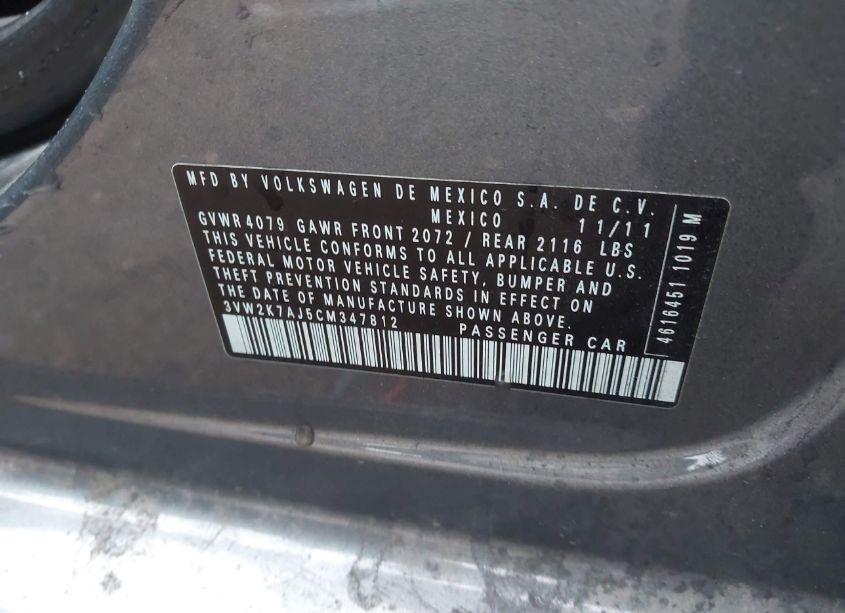 MFD BY VOLKSWAGEN DE MEXICO S.A. DE C.V.
MEXICO 11/11
GVWR 4079 GAWR FRONT 2072 / REAR 2116 LBS
THIS VEHICLE CONFORMS TO ALL APPLICABLE U.S.
FEDERAL MOTOR VEHICLE SAFETY, BUMPER AND
THEFT PREVENTION STANDARDS IN EFFECT ON
THE DATE OF MANUFACTURE SHOWN ABOVE.
3VW2K7AJ5CM347812 PASSENGER CAR
4616451 1019 M